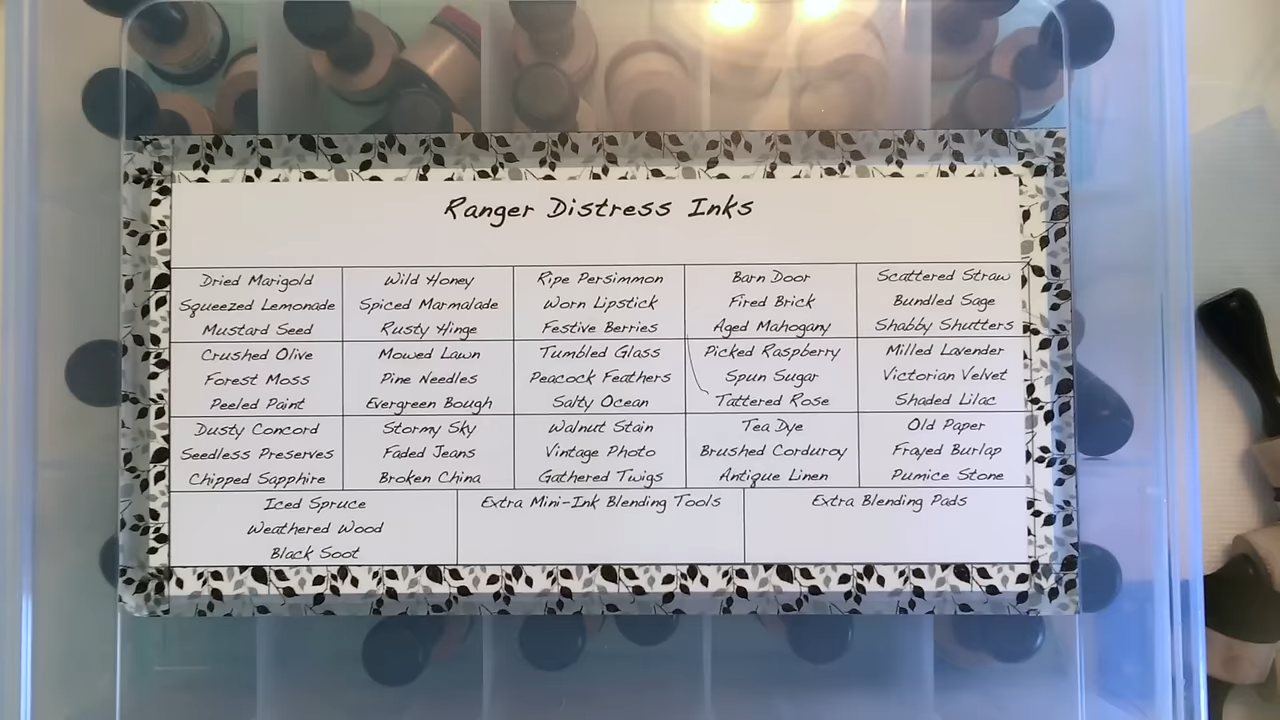 Ranger Distress Inks
Dried Marigold
Squeezed Lemonade
Mustard Seed
Wild Honey
Spiced Marmalade
Rusty Hinge
Ripe Persimmon
Worn Lipstick
Festive Berries
Barn Door
Fired Brick
Aged Mahogany
Scattered Straw
Bundled Sage
Shabby Shutters
Crushed Olive
Forest Moss
Peeled Paint
Mowed Lawn
Pine Needles
Evergreen Bough
Tumbled Glass
Peacock Feathers
Salty Ocean
Picked Raspberry
Spun Sugar
Tattered Rose
Milled Lavender
Victorian Velvet
Shaded Lilac
Dusty Concord
Seedless Preserves
Chipped Sapphire
Stormy Sky
Faded Jeans
Broken China
Walnut Stain
Vintage Photo
Gathered Twigs
Tea Dye
Brushed Corduroy
Antique Linen
Old Paper
Frayed Burlap
Pumice Stone
Iced Spruce
Weathered Wood
Black Soot
Extra Mini-Ink Blending Tools
Extra Blending Pads